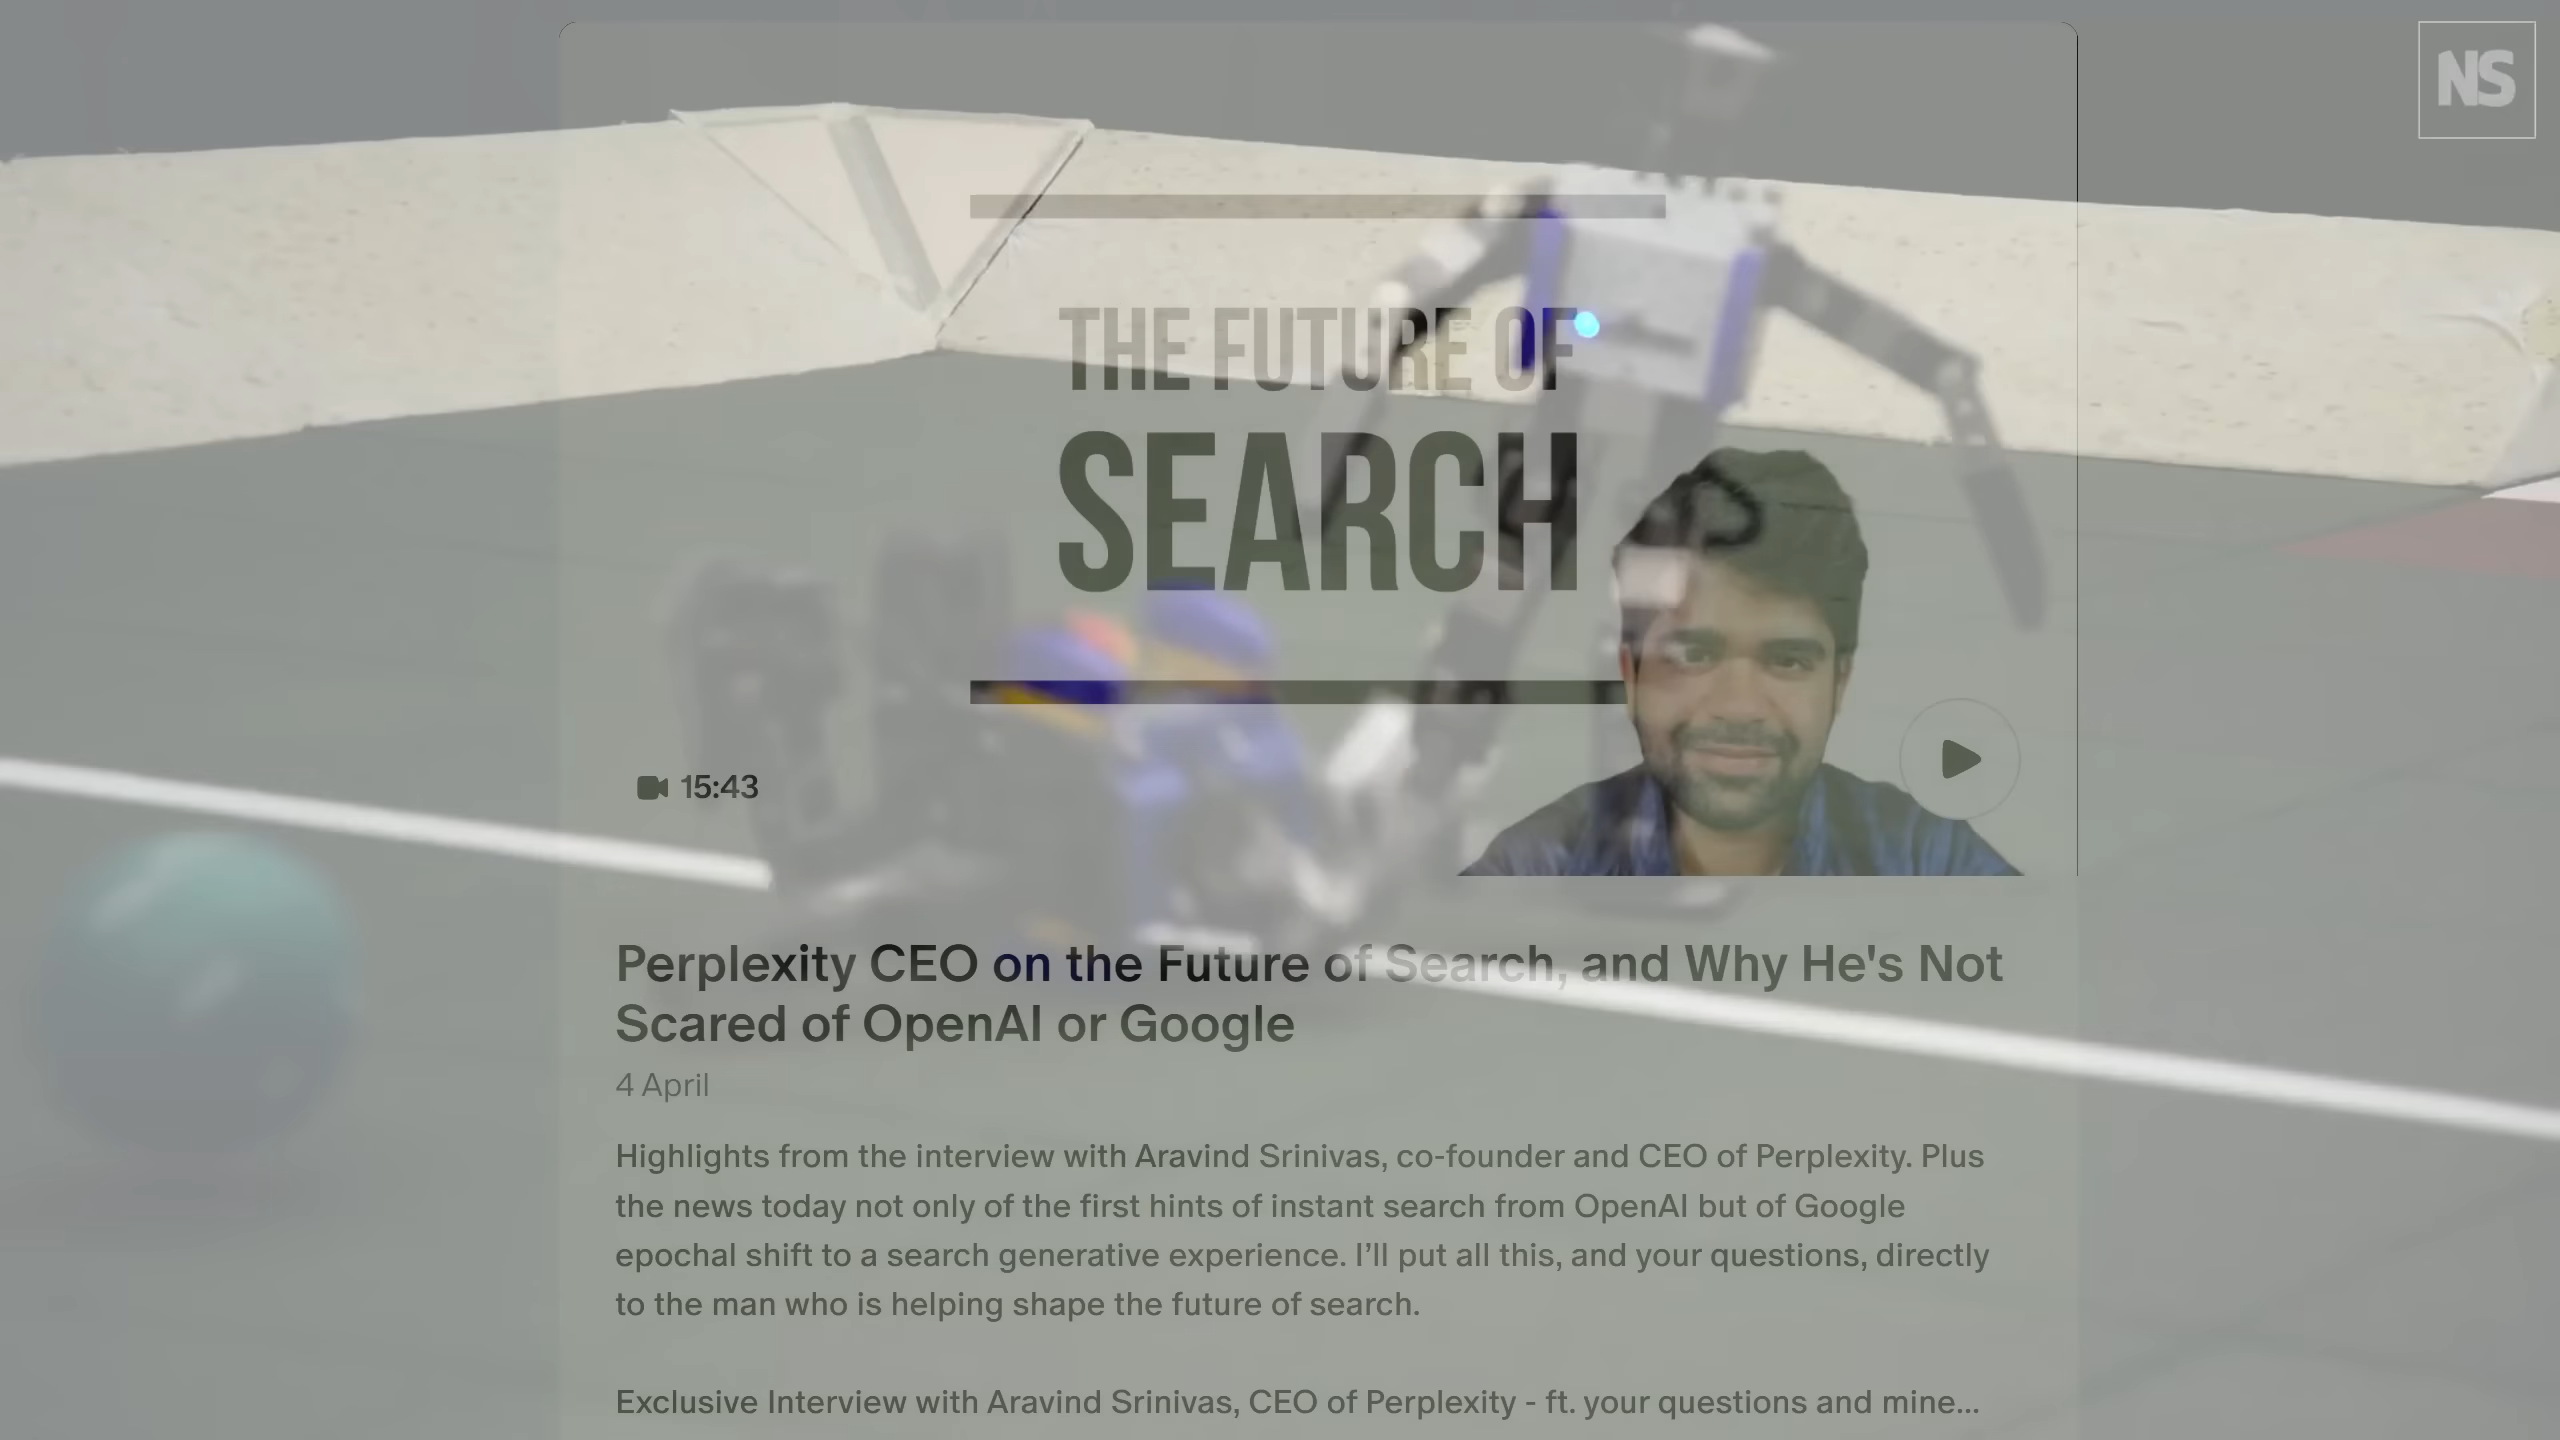 NS
THE FUTURE OF
SEARCH
15:43
Perplexity CEO on the Future of Search, and Why He's Not
Scared of OpenAI or Google
4 April
Highlights from the interview with Aravind Srinivas, co-founder and CEO of Perplexity. Plus
the news today not only of the first hints of instant search from OpenAI but of Google
epochal shift to a search generative experience. I’ll put all this, and your questions, directly
to the man who is helping shape the future of search.
Exclusive Interview with Aravind Srinivas, CEO of Perplexity - ft. your questions and mine...